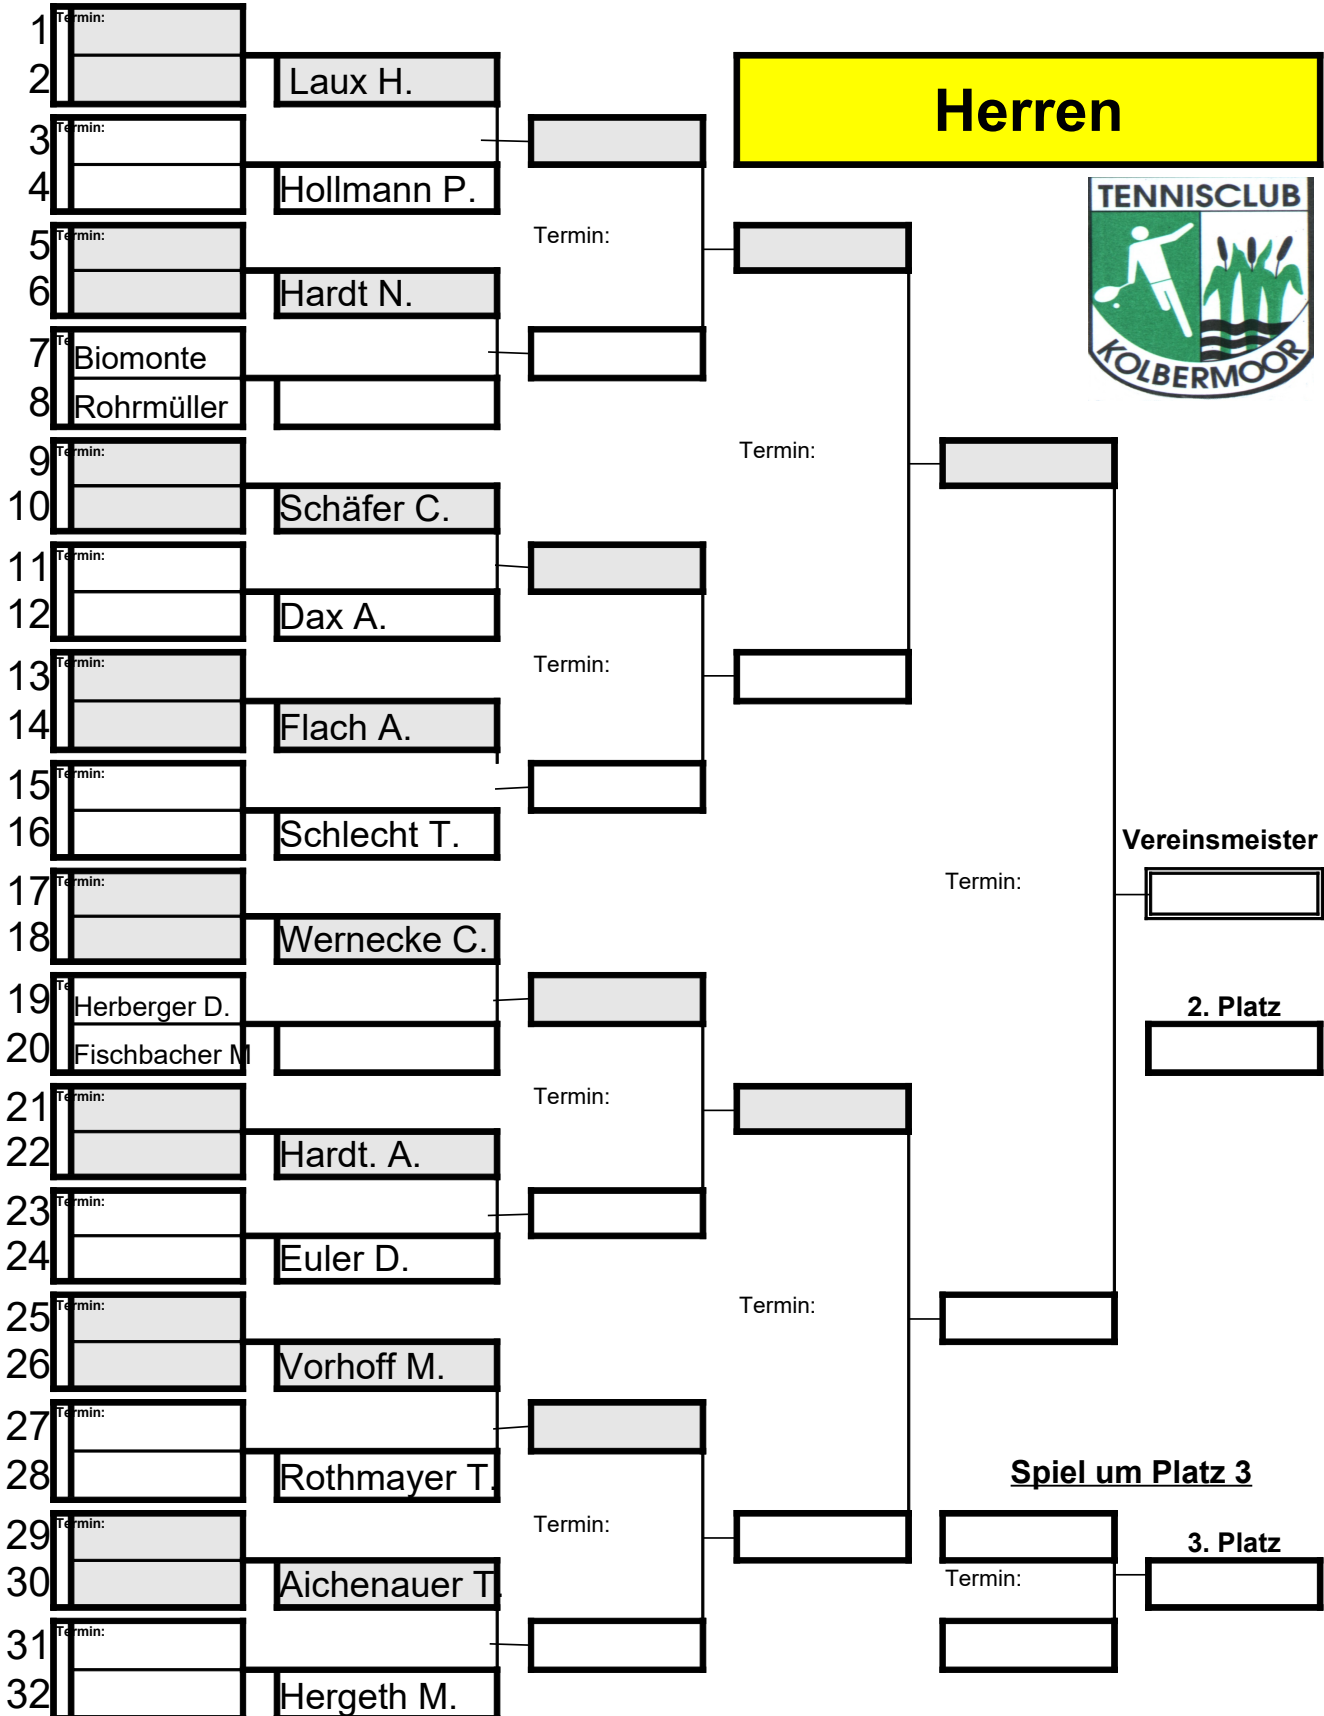 1 Termin:
2 Laux H.
Herren
3 Termin:
4 Hollmann P.
TENNISCLUB
KOLBERMOOR
5 Termin:
Termin:
6 Hardt N.
7 Te Biomonte
8 Rohrmüller
9 Termin:
Termin:
10 Schäfer C.
11 Termin:
12 Dax A.
13 Termin:
Termin:
14 Flach A.
15 Termin:
16 Schlecht T.
Vereinsmeister
17 Termin:
Termin:
18 Wernecke C.
19 Te Herberger D.
2. Platz
20 Fischbacher M
21 Termin:
Termin:
22 Hardt. A.
23 Termin:
24 Euler D.
25 Termin:
Termin:
26 Vorhoff M.
27 Termin:
28 Rothmayer T.
Spiel um Platz 3
29 Termin:
Termin:
3. Platz
30 Aichenauer T.
Termin:
31 Termin:
32 Hergeth M.